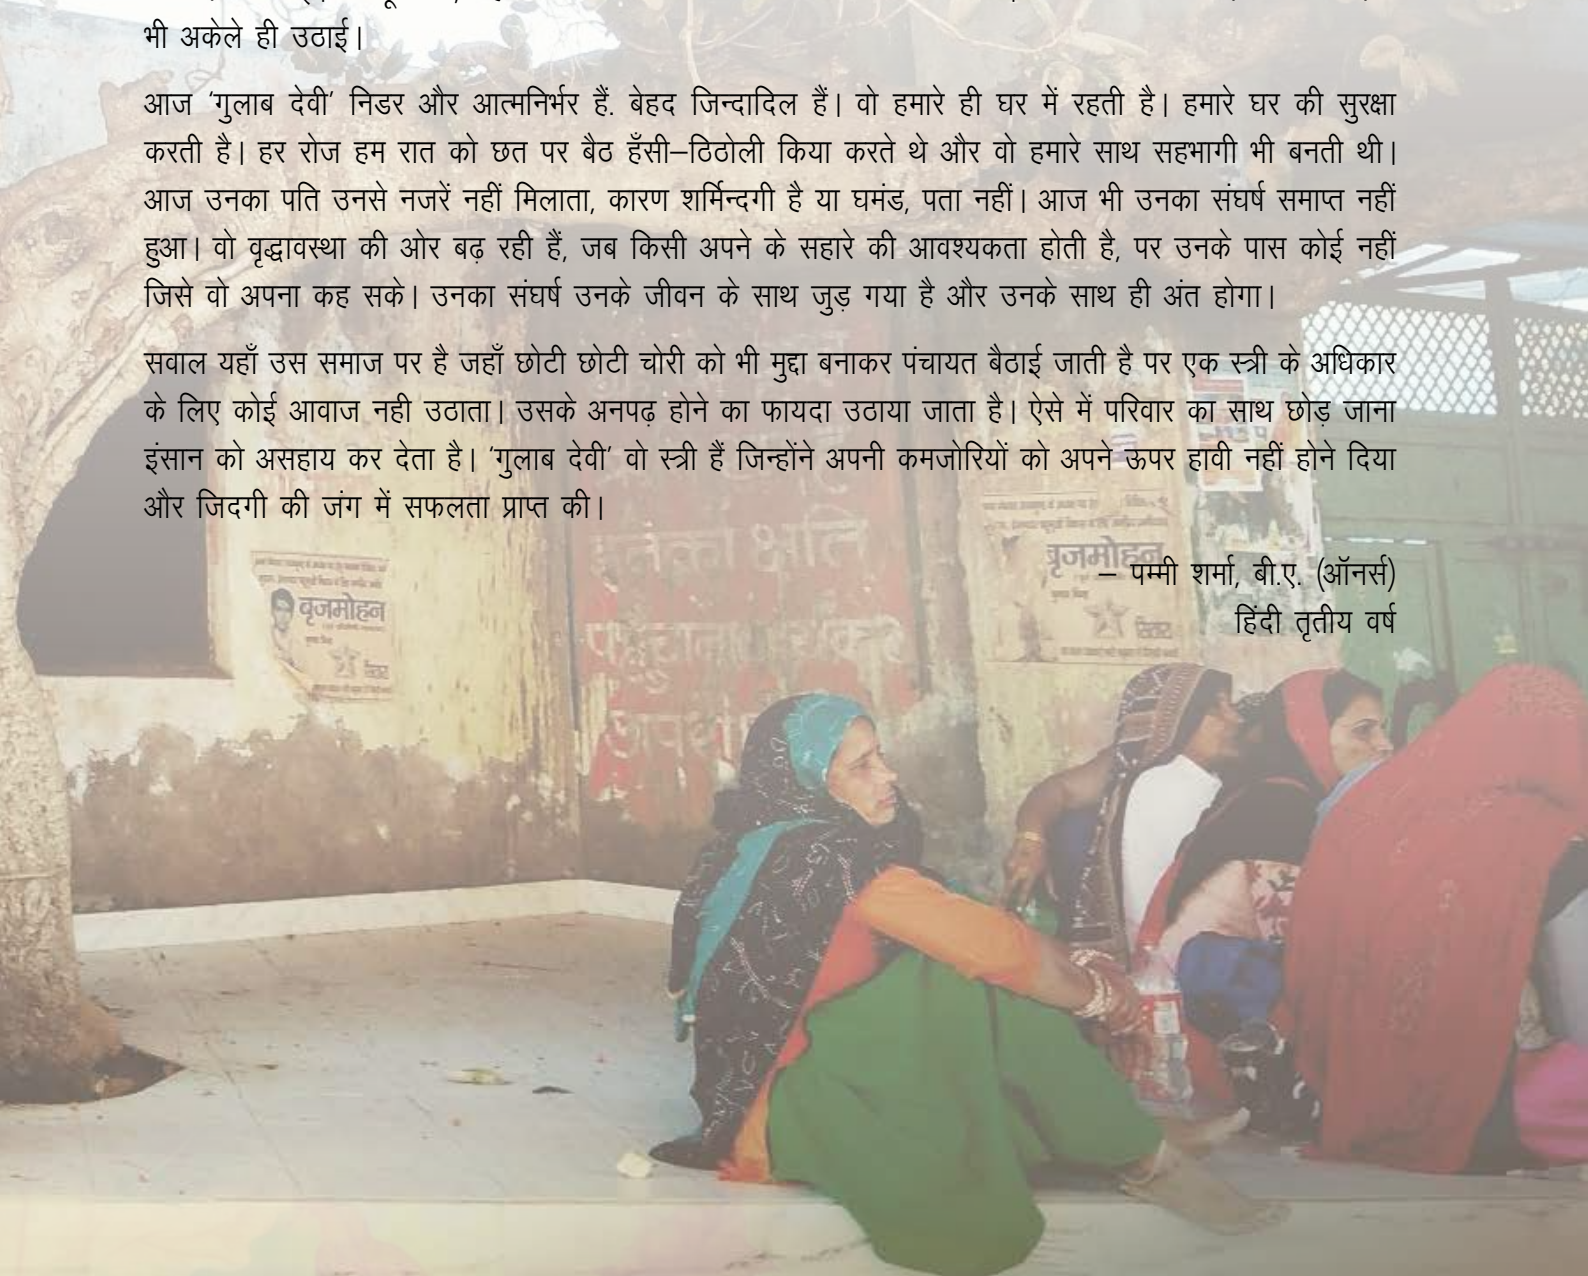 भी अकेले ही उठाई।
आज 'गुलाब देवी' निडर और आत्मनिर्भर हैं. बेहद जिन्दादिल हैं। वो हमारे ही घर में रहती है। हमारे घर की सुरक्षा
करती है। हर रोज हम रात को छत पर बैठ हँसी–ठिठोली किया करते थे और वो हमारे साथ सहभागी भी बनती थी।
आज उनका पति उनसे नजरें नहीं मिलाता, कारण शर्मिन्दगी है या घमंड, पता नहीं। आज भी उनका संघर्ष समाप्त नहीं
हुआ। वो वृद्धावस्था की ओर बढ़ रही हैं, जब किसी अपने के सहारे की आवश्यकता होती है, पर उनके पास कोई नहीं
जिसे वो अपना कह सके। उनका संघर्ष उनके जीवन के साथ जुड़ गया है और उनके साथ ही अंत होगा।
सवाल यहाँ उस समाज पर है जहाँ छोटी छोटी चोरी को भी मुद्दा बनाकर पंचायत बैठाई जाती है पर एक स्त्री के अधिकार
के लिए कोई आवाज नही उठाता। उसके अनपढ़ होने का फायदा उठाया जाता है। ऐसे में परिवार का साथ छोड़ जाना
इंसान को असहाय कर देता है। 'गुलाब देवी' वो स्त्री हैं जिन्होंने अपनी कमजोरियों को अपने ऊपर हावी नहीं होने दिया
और जिदगी की जंग में सफलता प्राप्त की।
– पम्मी शर्मा, बी.ए. (ऑनर्स)
हिंदी तृतीय वर्ष
इनको क्षति
बृजमोहन
बृजमोहन